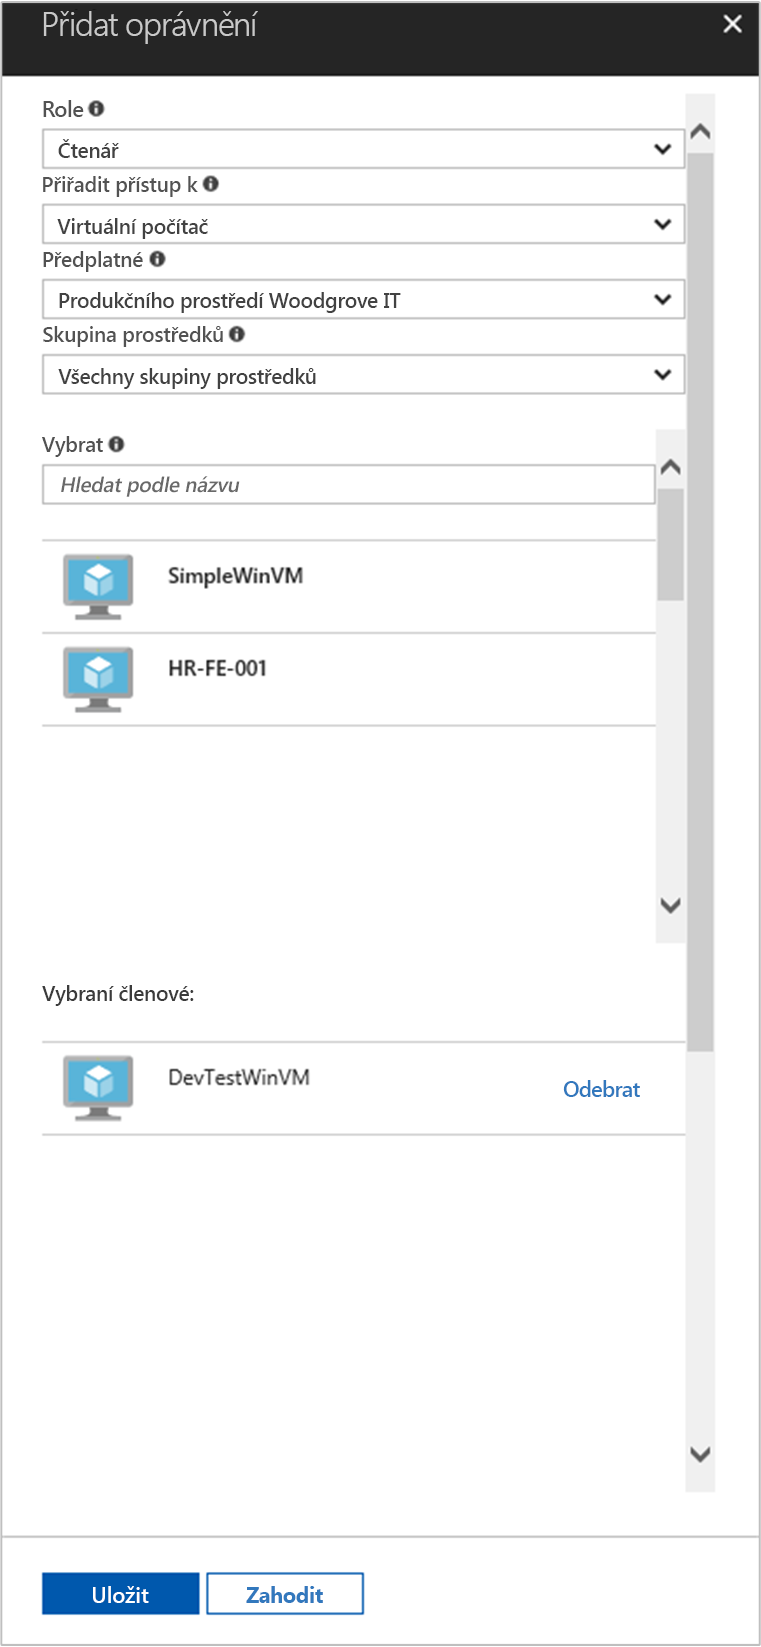 Přidat oprávnění
Role
Čtenář
Přiřadit přístup k
Virtuální počítač
Předplatné
Produkčního prostředí Woodgrove IT
Skupina prostředků
Všechny skupiny prostředků
Vybrat
Hledat podle názvu
SimpleWinVM
HR-FE-001
Vybraní členové:
DevTestWinVM
Odebrat
Uložit Zahodit